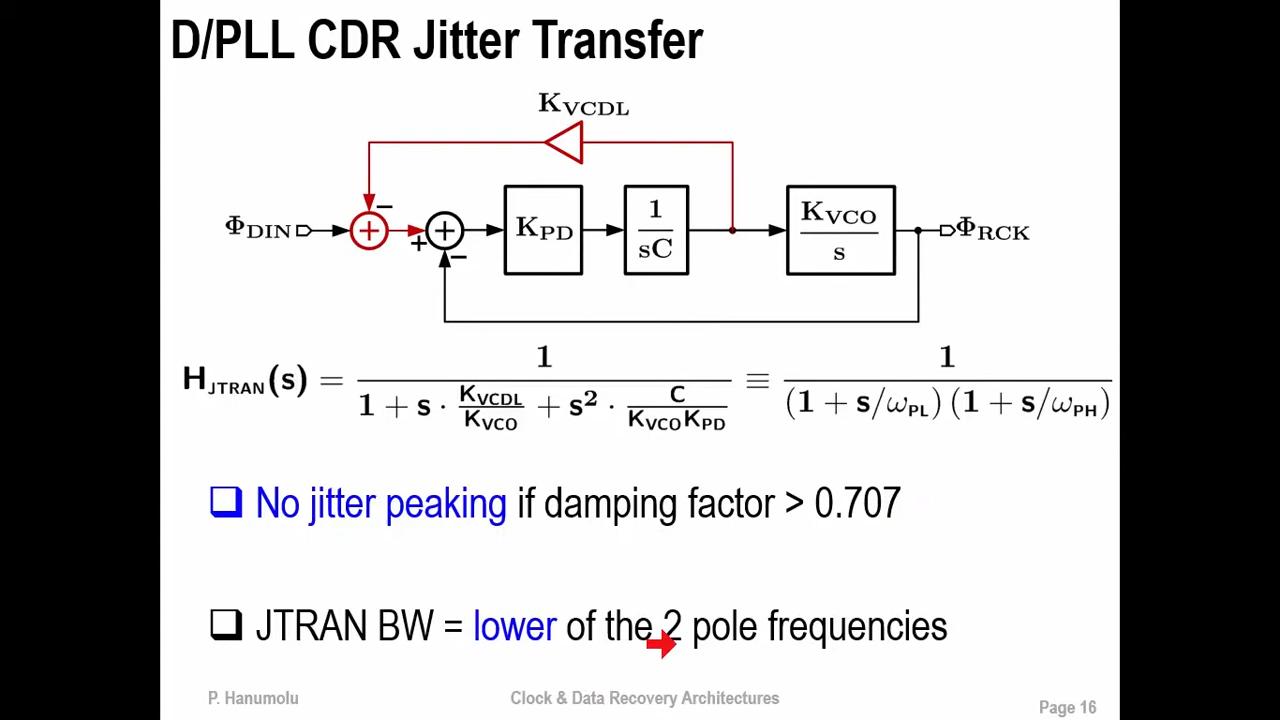 D/PLL CDR Jitter Transfer
K_VCDL
Φ_DIN + − + + − K_PD 1/sC K_VCO/s Φ_RCK
H_JTRAN(s) = 1/(1 + s · K_VCDL/K_VCO + s² · C/(K_VCO K_PD)) ≡ 1/((1 + s/ω_PL)(1 + s/ω_PH))
No jitter peaking if damping factor > 0.707
JTRAN BW = lower of the 2 pole frequencies
P. Hanumolu
Clock & Data Recovery Architectures
Page 16